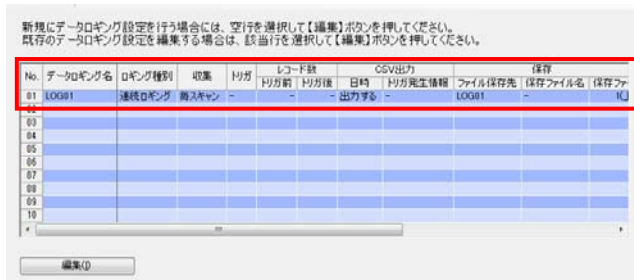 新規にデータロギング設定を行う場合には、空行を選択して【編集】ボタンを押してください。
既存のデータロギング設定を編集する場合は、該当行を選択して【編集】ボタンを押してください。
No. データロギング名 ロギング種別 収集 トリガ レコード数 CSV出力 保存
トリガ前 トリガ後 日時 トリガ発生情報 ファイル保存先 保存ファイル名 保存ファ
01 LOG01 連続ロギング 毎スキャン - - - 出力する - LOG01 -
02
03
04
05
06
07
08
09
10
編集(I)